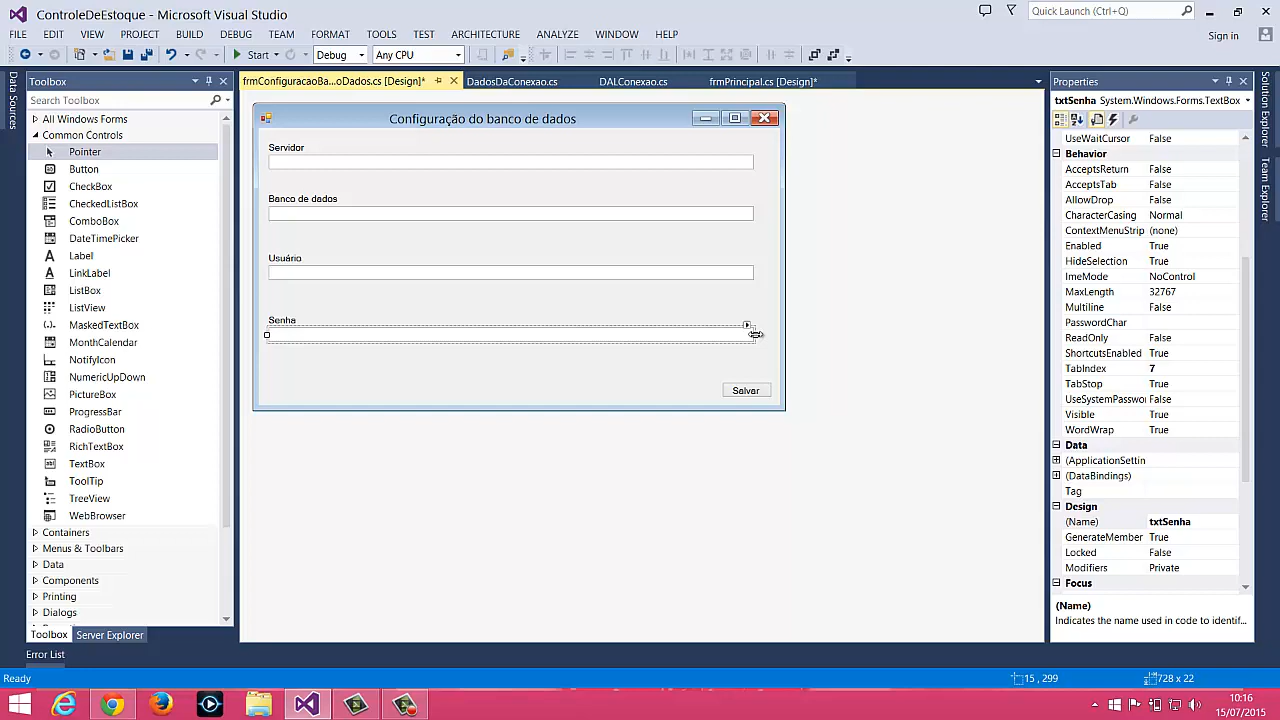 ControleDeEstoque - Microsoft Visual Studio
Quick Launch (Ctrl+Q)
FILE EDIT VIEW PROJECT BUILD DEBUG TEAM FORMAT TOOLS TEST ARCHITECTURE ANALYZE WINDOW HELP
Sign in
Start Debug Any CPU
Data Sources
Toolbox
frmConfiguracaoBa...oDados.cs [Design]* DadosDaConexao.cs DALConexao.cs frmPrincipal.cs [Design]*
Properties
Solution Explorer
Team Explorer
Search Toolbox
All Windows Forms
Common Controls
Pointer
Button
CheckBox
CheckedListBox
ComboBox
DateTimePicker
Label
LinkLabel
ListBox
ListView
MaskedTextBox
MonthCalendar
NotifyIcon
NumericUpDown
PictureBox
ProgressBar
RadioButton
RichTextBox
TextBox
ToolTip
TreeView
WebBrowser
Containers
Menus & Toolbars
Data
Components
Printing
Dialogs
Toolbox Server Explorer
Configuração do banco de dados
Servidor
Banco de dados
Usuário
Senha
Salvar
txtSenha System.Windows.Forms.TextBox
UseWaitCursor False
Behavior
AcceptsReturn False
AcceptsTab False
AllowDrop False
CharacterCasing Normal
ContextMenuStrip (none)
Enabled True
HideSelection True
ImeMode NoControl
MaxLength 32767
Multiline False
PasswordChar
ReadOnly False
ShortcutsEnabled True
TabIndex 7
TabStop True
UseSystemPasswor False
Visible True
WordWrap True
Data
(ApplicationSettin
(DataBindings)
Tag
Design
(Name) txtSenha
GenerateMember True
Locked False
Modifiers Private
Focus
(Name)
Indicates the name used in code to identif...
Error List
Ready
15 , 299
728 x 22
10:16
15/07/2015